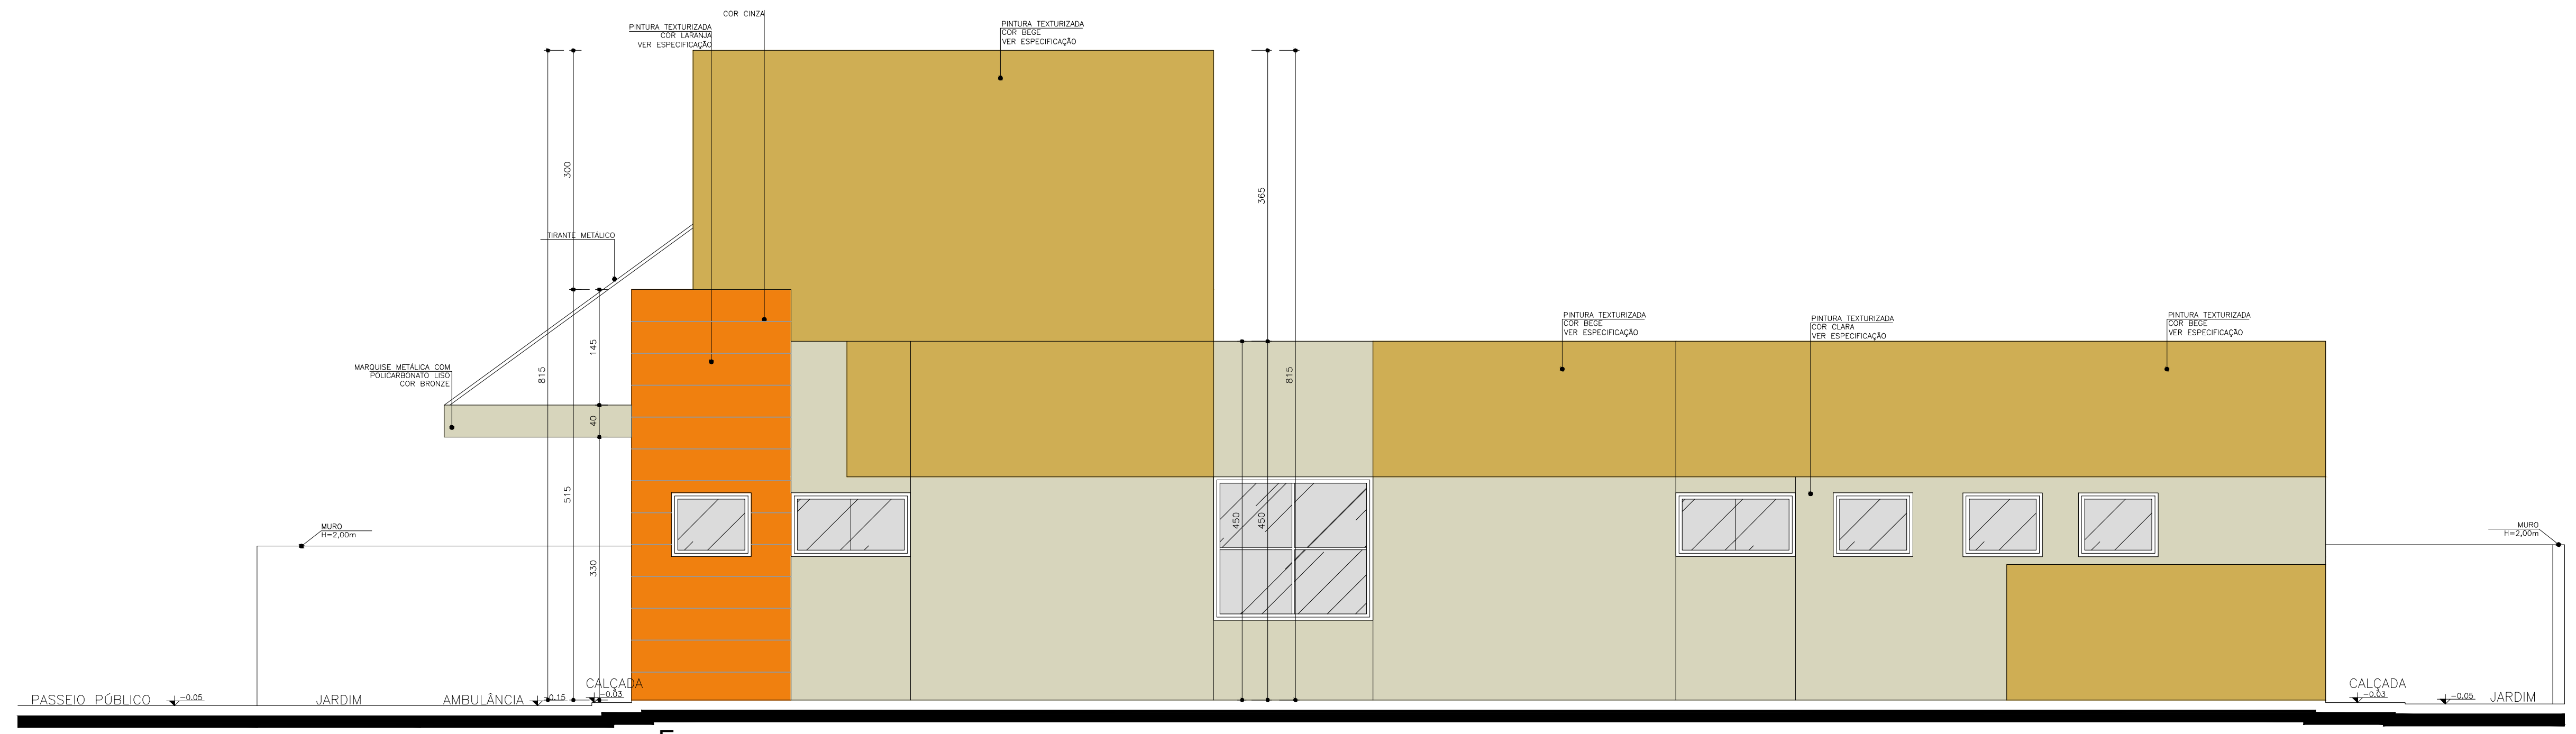 COR CINZA
PINTURA TEXTURIZADA
COR LARANJA
VER ESPECIFICAÇÃO
PINTURA TEXTURIZADA
COR BEGE
VER ESPECIFICAÇÃO
300
365
TIRANTE METÁLICO
145
815
815
MARQUISE METÁLICA COM
POLICARBONATO LISO
COR BRONZE
40
PINTURA TEXTURIZADA
COR BEGE
VER ESPECIFICAÇÃO
PINTURA TEXTURIZADA
COR CLARA
VER ESPECIFICAÇÃO
PINTURA TEXTURIZADA
COR BEGE
VER ESPECIFICAÇÃO
515
450
450
330
MURO
H=2,00m
MURO
H=2,00m
PASSEIO PÚBLICO
-0.05
JARDIM
AMBULÂNCIA
-0.15
CALÇADA
-0.03
CALÇADA
-0.03
-0.05
JARDIM